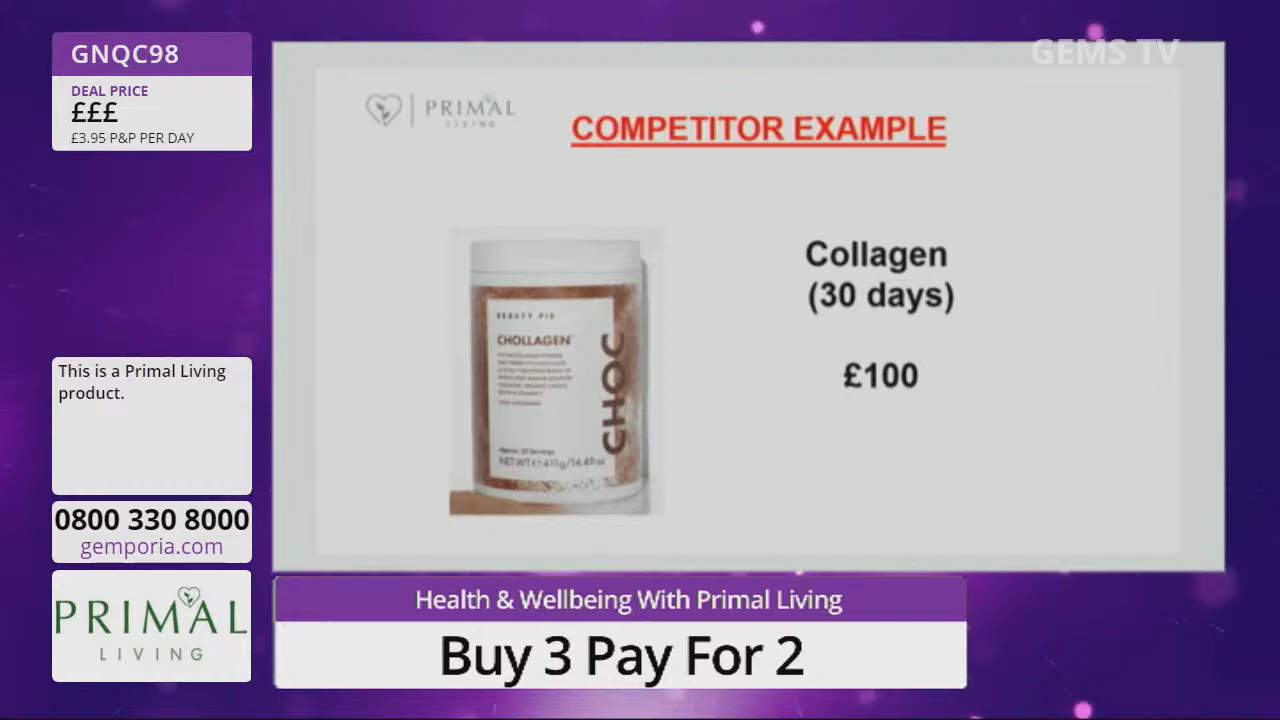 GNQC98
DEAL PRICE
£££
£3.95 P&P PER DAY
This is a Primal Living
product.
0800 330 8000
gemporia.com
PRIMAL
LIVING
GEMS TV
PRIMAL
LIVING
COMPETITOR EXAMPLE
BEAUTY PIE
CHOLLAGEN
CHOC
NET WT
Collagen
(30 days)
£100
Health & Wellbeing With Primal Living
Buy 3 Pay For 2